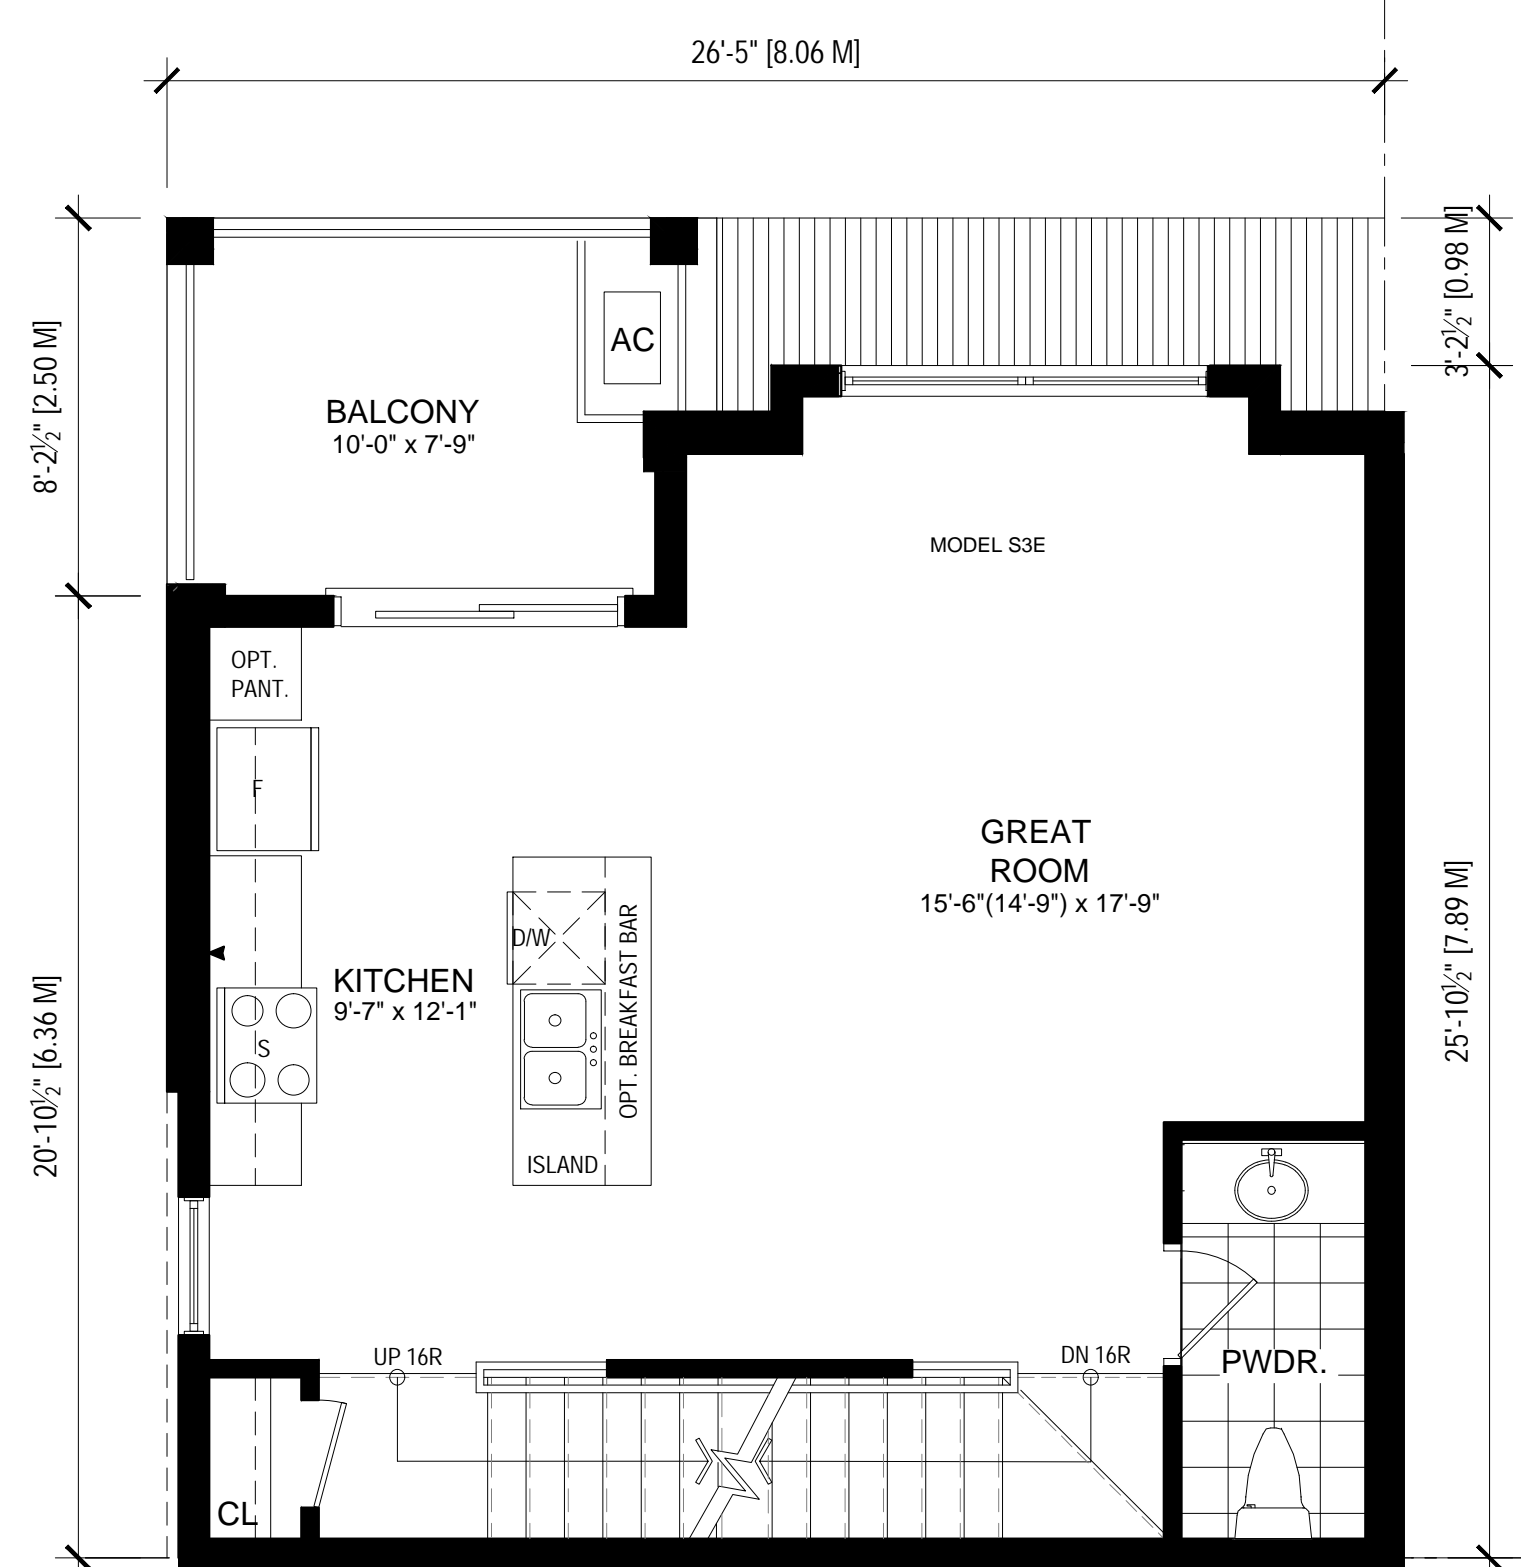 26'-5" [8.06 M]
3'-2½" [0.98 M]
8'-2½" [2.50 M]
AC
BALCONY
10'-0" x 7'-9"
MODEL S3E
OPT.
PANT.
F
GREAT
ROOM
15'-6"(14'-9") x 17'-9"
D/W
OPT. BREAKFAST BAR
KITCHEN
9'-7" x 12'-1"
S
20'-10½" [6.36 M]
25'-10½" [7.89 M]
ISLAND
UP 16R
DN 16R
PWDR.
CL